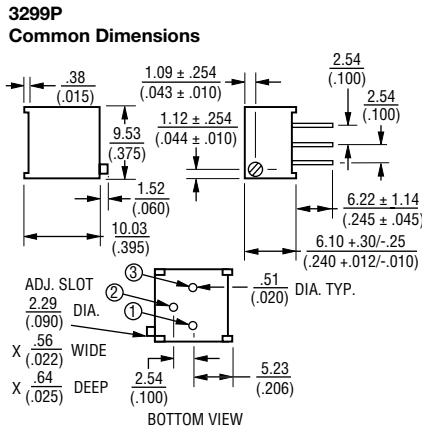 3299P
Common Dimensions
.38
(.015)
9.53
(.375)
1.52
(.060)
10.03
(.395)
1.09 ± .254
(.043 ± .010)
1.12 ± .254
(.044 ± .010)
2.54
(.100)
2.54
(.100)
6.22 ± 1.14
(.245 ± .045)
6.10 +.30/-.25
(.240 +.012/-.010)
ADJ. SLOT
2.29
(.090) DIA.
X .56
(.022) WIDE
X .64
(.025) DEEP
3
2
1
.51
(.020) DIA. TYP.
2.54
(.100)
5.23
(.206)
BOTTOM VIEW